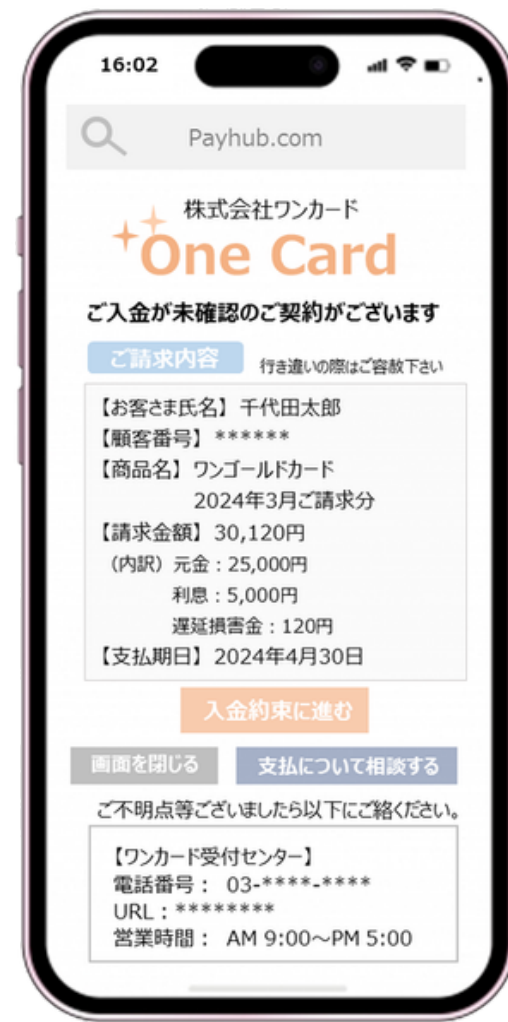 16:02
Payhub.com
株式会社ワンカード
One Card
ご入金が未確認のご契約がございます
ご請求内容 行き違いの際はご容赦下さい
【お客さま氏名】千代田太郎
【顧客番号】******
【商品名】ワンゴールドカード
2024年3月ご請求分
【請求金額】30,120円
(内訳)元金：25,000円
利息：5,000円
遅延損害金：120円
【支払期日】2024年4月30日
入金約束に進む
画面を閉じる 支払について相談する
ご不明点等ございましたら以下にご絡ください。
【ワンカード受付センター】
電話番号： 03-****-****
URL：********
営業時間： AM 9:00～PM 5:00